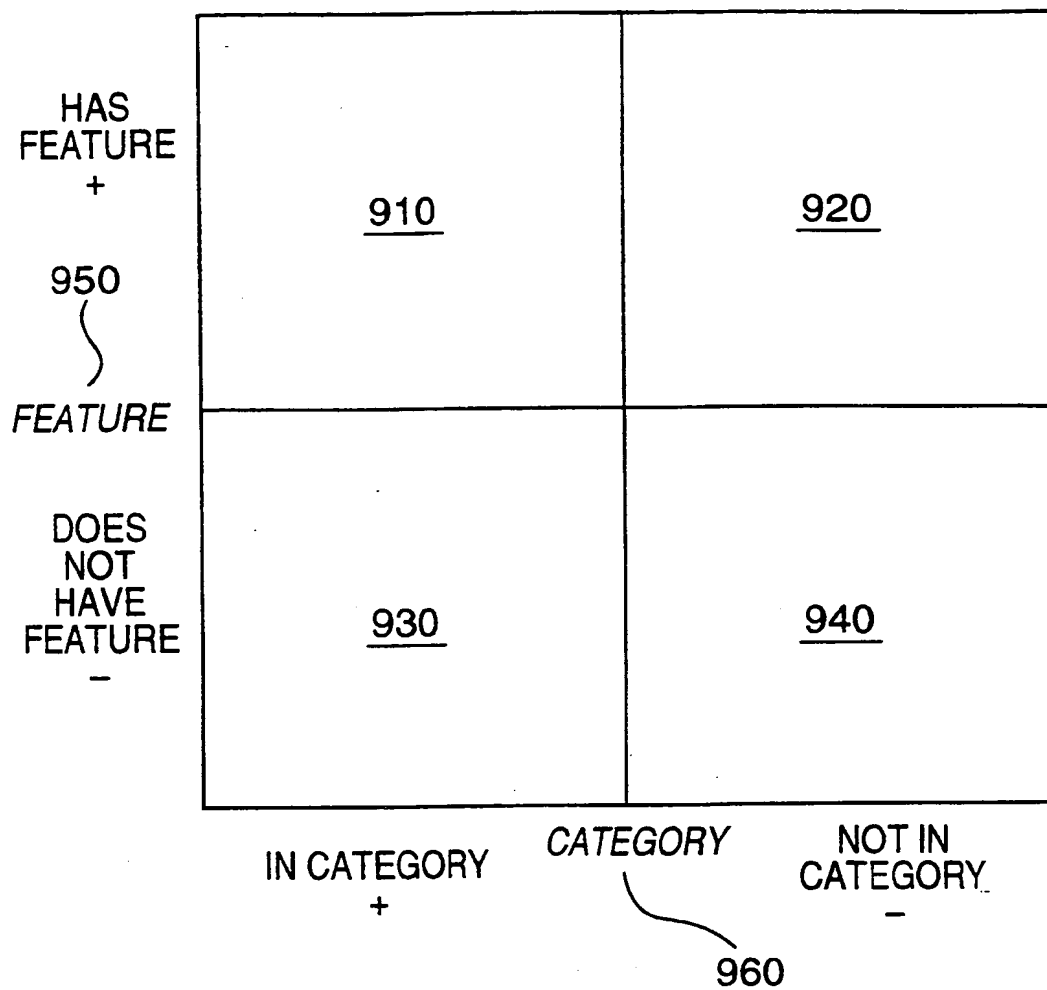 HAS
FEATURE
+
910
920
950
FEATURE
DOES
NOT
HAVE
FEATURE
–
930
940
IN CATEGORY
+
CATEGORY
NOT IN
CATEGORY
–
960